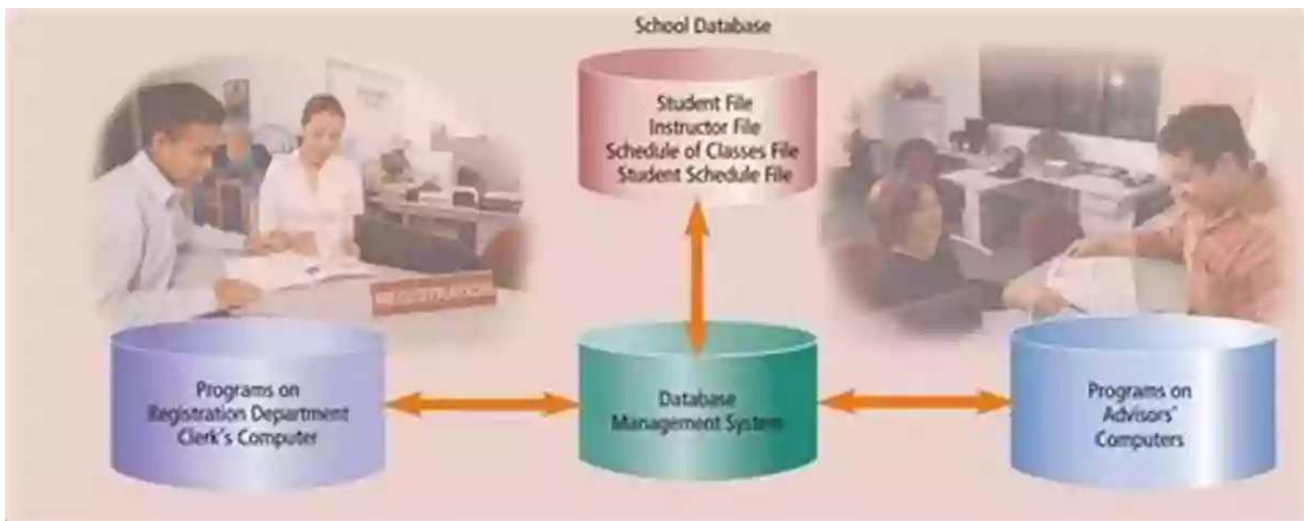 School Database
Student File
Instructor File
Schedule of Classes File
Student Schedule File
REGISTRATION
Programs on
Registration Department
Clerk's Computer
Database
Management System
Programs on
Advisors'
Computers